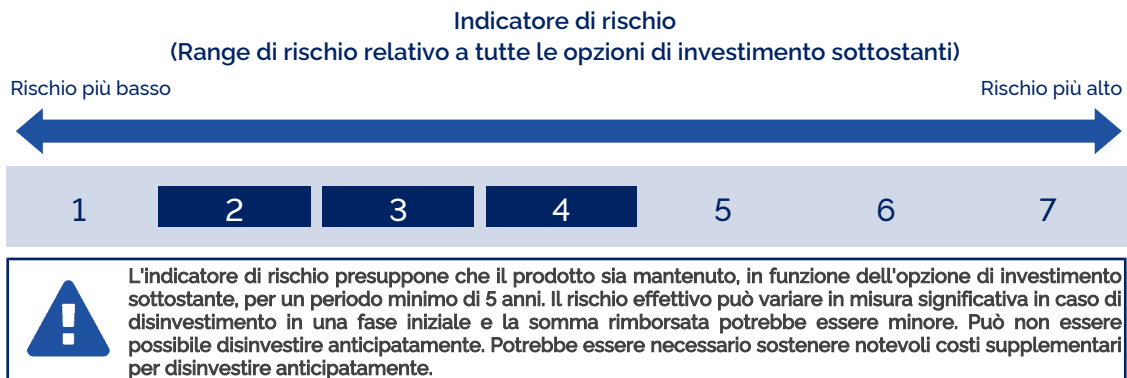 Indicatore di rischio
(Range di rischio relativo a tutte le opzioni di investimento sottostanti)
Rischio più basso
Rischio più alto
1 2 3 4 5 6 7
L'indicatore di rischio presuppone che il prodotto sia mantenuto, in funzione dell'opzione di investimento
sottostante, per un periodo minimo di 5 anni. Il rischio effettivo può variare in misura significativa in caso di
disinvestimento in una fase iniziale e la somma rimborsata potrebbe essere minore. Può non essere
possibile disinvestire anticipatamente. Potrebbe essere necessario sostenere notevoli costi supplementari
per disinvestire anticipatamente.